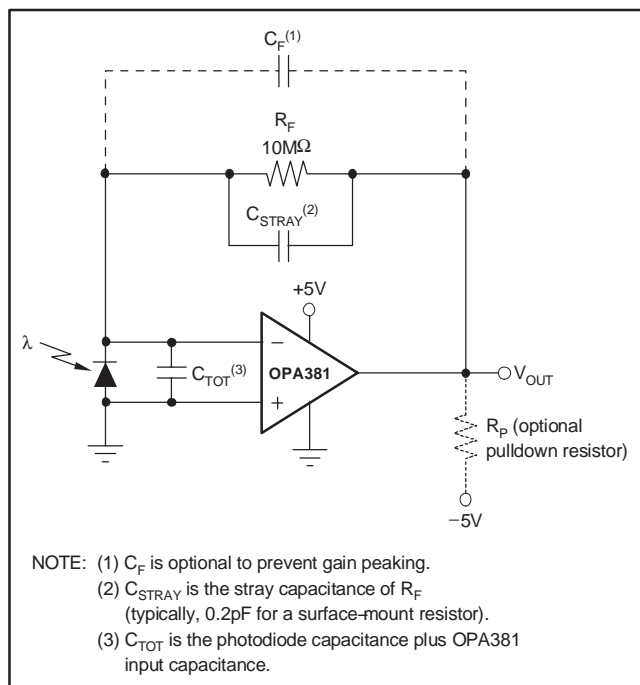 C_F^(1)
R_F
10MΩ
C_STRAY^(2)
+5V
λ
−
C_TOT^(3)
OPA381
+
V_OUT
R_P (optional
pulldown resistor)
−5V
NOTE: (1) C_F is optional to prevent gain peaking.
(2) C_STRAY is the stray capacitance of R_F
(typically, 0.2pF for a surface−mount resistor).
(3) C_TOT is the photodiode capacitance plus OPA381
input capacitance.